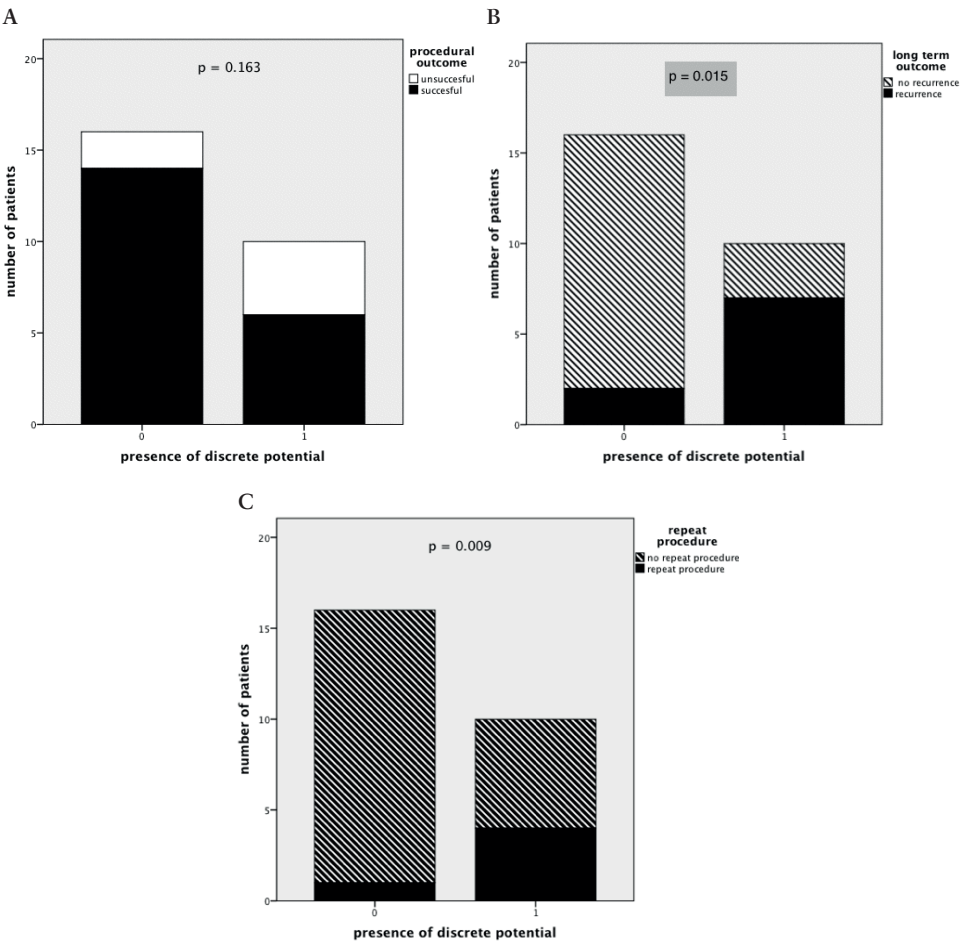 A
procedural
outcome
unsuccesful
succesful
p = 0.163
number of patients
20
15
10
5
0
0
1
presence of discrete potential
B
long term
outcome
no recurrence
recurrence
p = 0.015
number of patients
20
15
10
5
0
0
1
presence of discrete potential
C
repeat
procedure
no repeat procedure
repeat procedure
p = 0.009
number of patients
20
15
10
5
0
0
1
presence of discrete potential